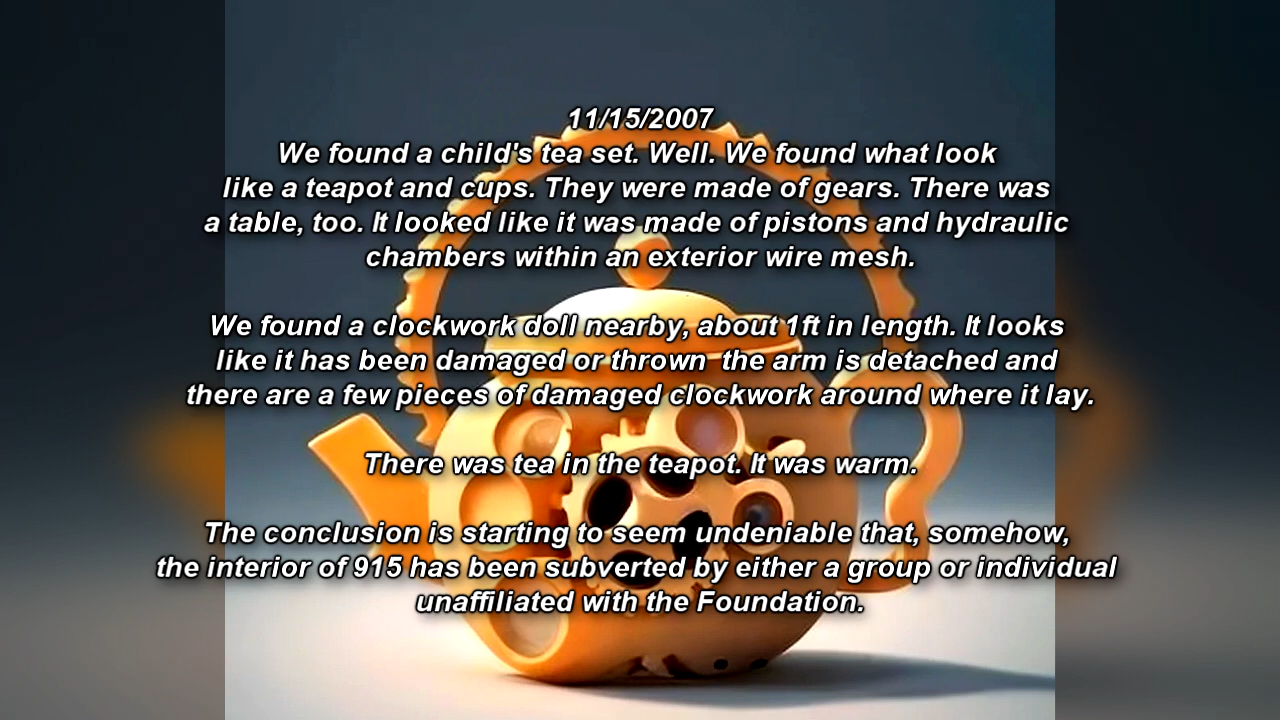 11/15/2007
We found a child's tea set. Well. We found what look
like a teapot and cups. They were made of gears. There was
a table, too. It looked like it was made of pistons and hydraulic
chambers within an exterior wire mesh.
We found a clockwork doll nearby, about 1ft in length. It looks
like it has been damaged or thrown  the arm is detached and
there are a few pieces of damaged clockwork around where it lay.
There was tea in the teapot. It was warm.
The conclusion is starting to seem undeniable that, somehow,
the interior of 915 has been subverted by either a group or individual
unaffiliated with the Foundation.